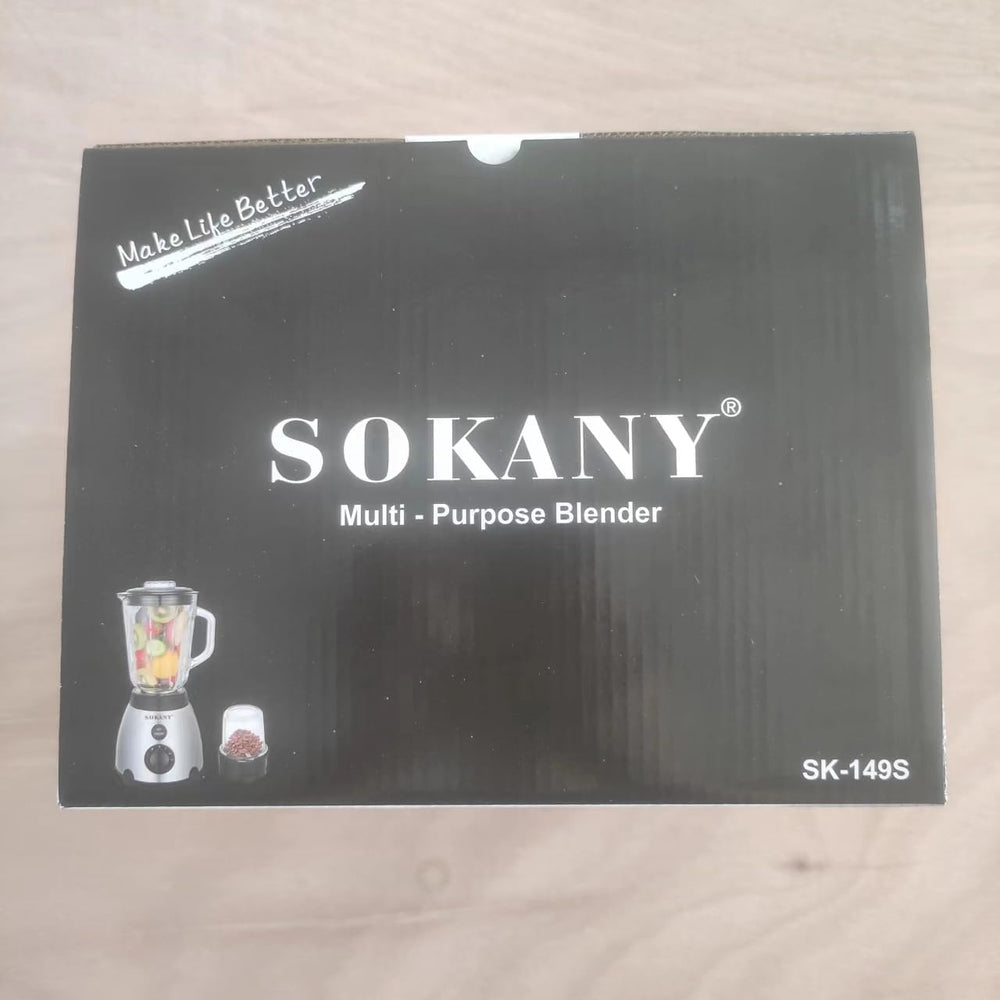 Make Life Better
SOKANY®
Multi - Purpose Blender
SOKANY
SK-149S